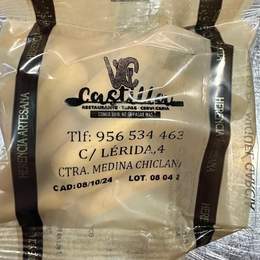 Castilla
RESTAURANTE - TAPAS - CERVECERIA
Tlf: 956 534 463
C/ LÉRIDA,4
CTRA. MEDINA CHICLANA
CAD:08/10/24 LOT. 08 04 2
HERENCIA ARTESANA